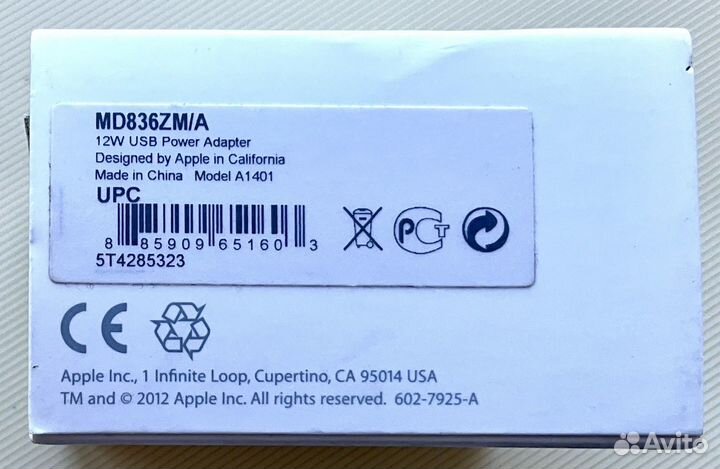 MD836ZM/A
12W USB Power Adapter
Designed by Apple in California
Made in China Model A1401
UPC
8 85909 65160 3
5T4285323
РСТ
CE
Apple Inc., 1 Infinite Loop, Cupertino, CA 95014 USA
TM and © 2012 Apple Inc. All rights reserved. 602-7925-A
Avito